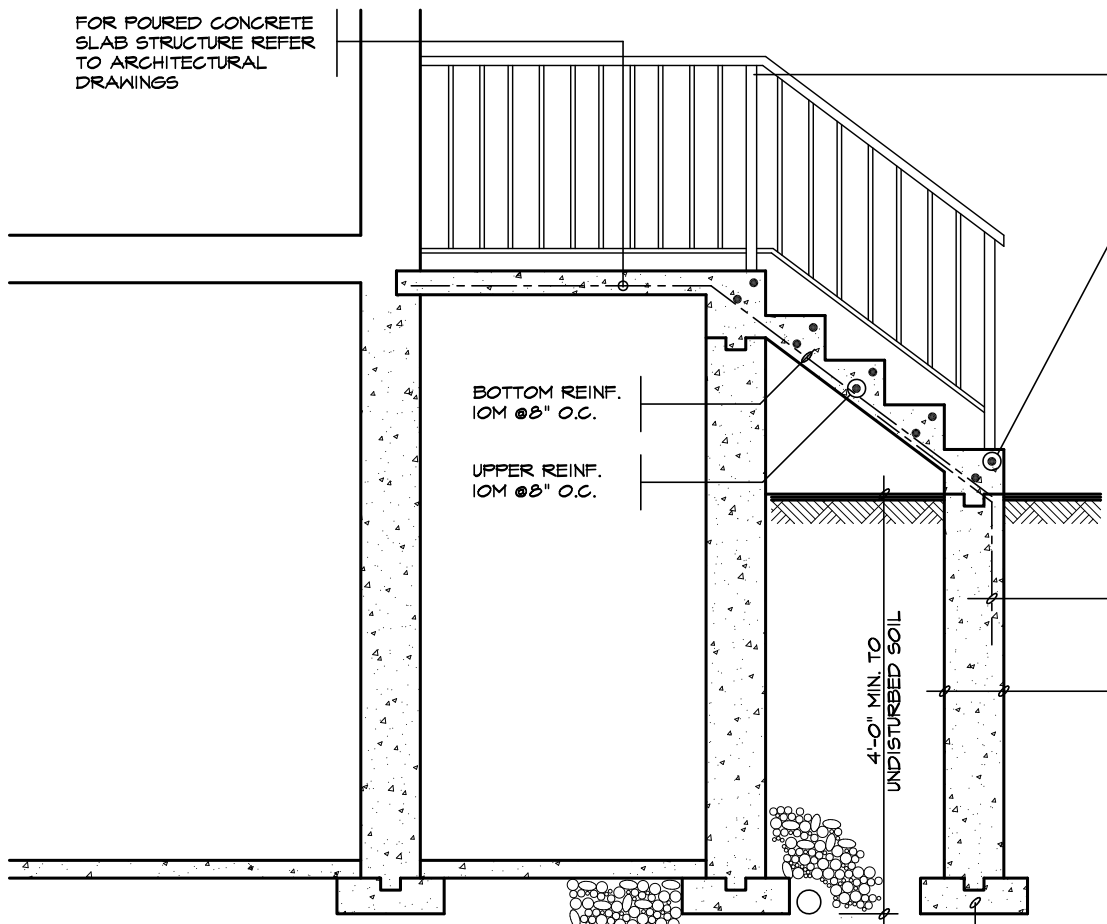 FOR POURED CONCRETE
SLAB STRUCTURE REFER
TO ARCHITECTURAL
DRAWINGS
BOTTOM REINF.
10M @8" O.C.
UPPER REINF.
10M @8" O.C.
4'-0" MIN. TO
UNDISTURBED SOIL